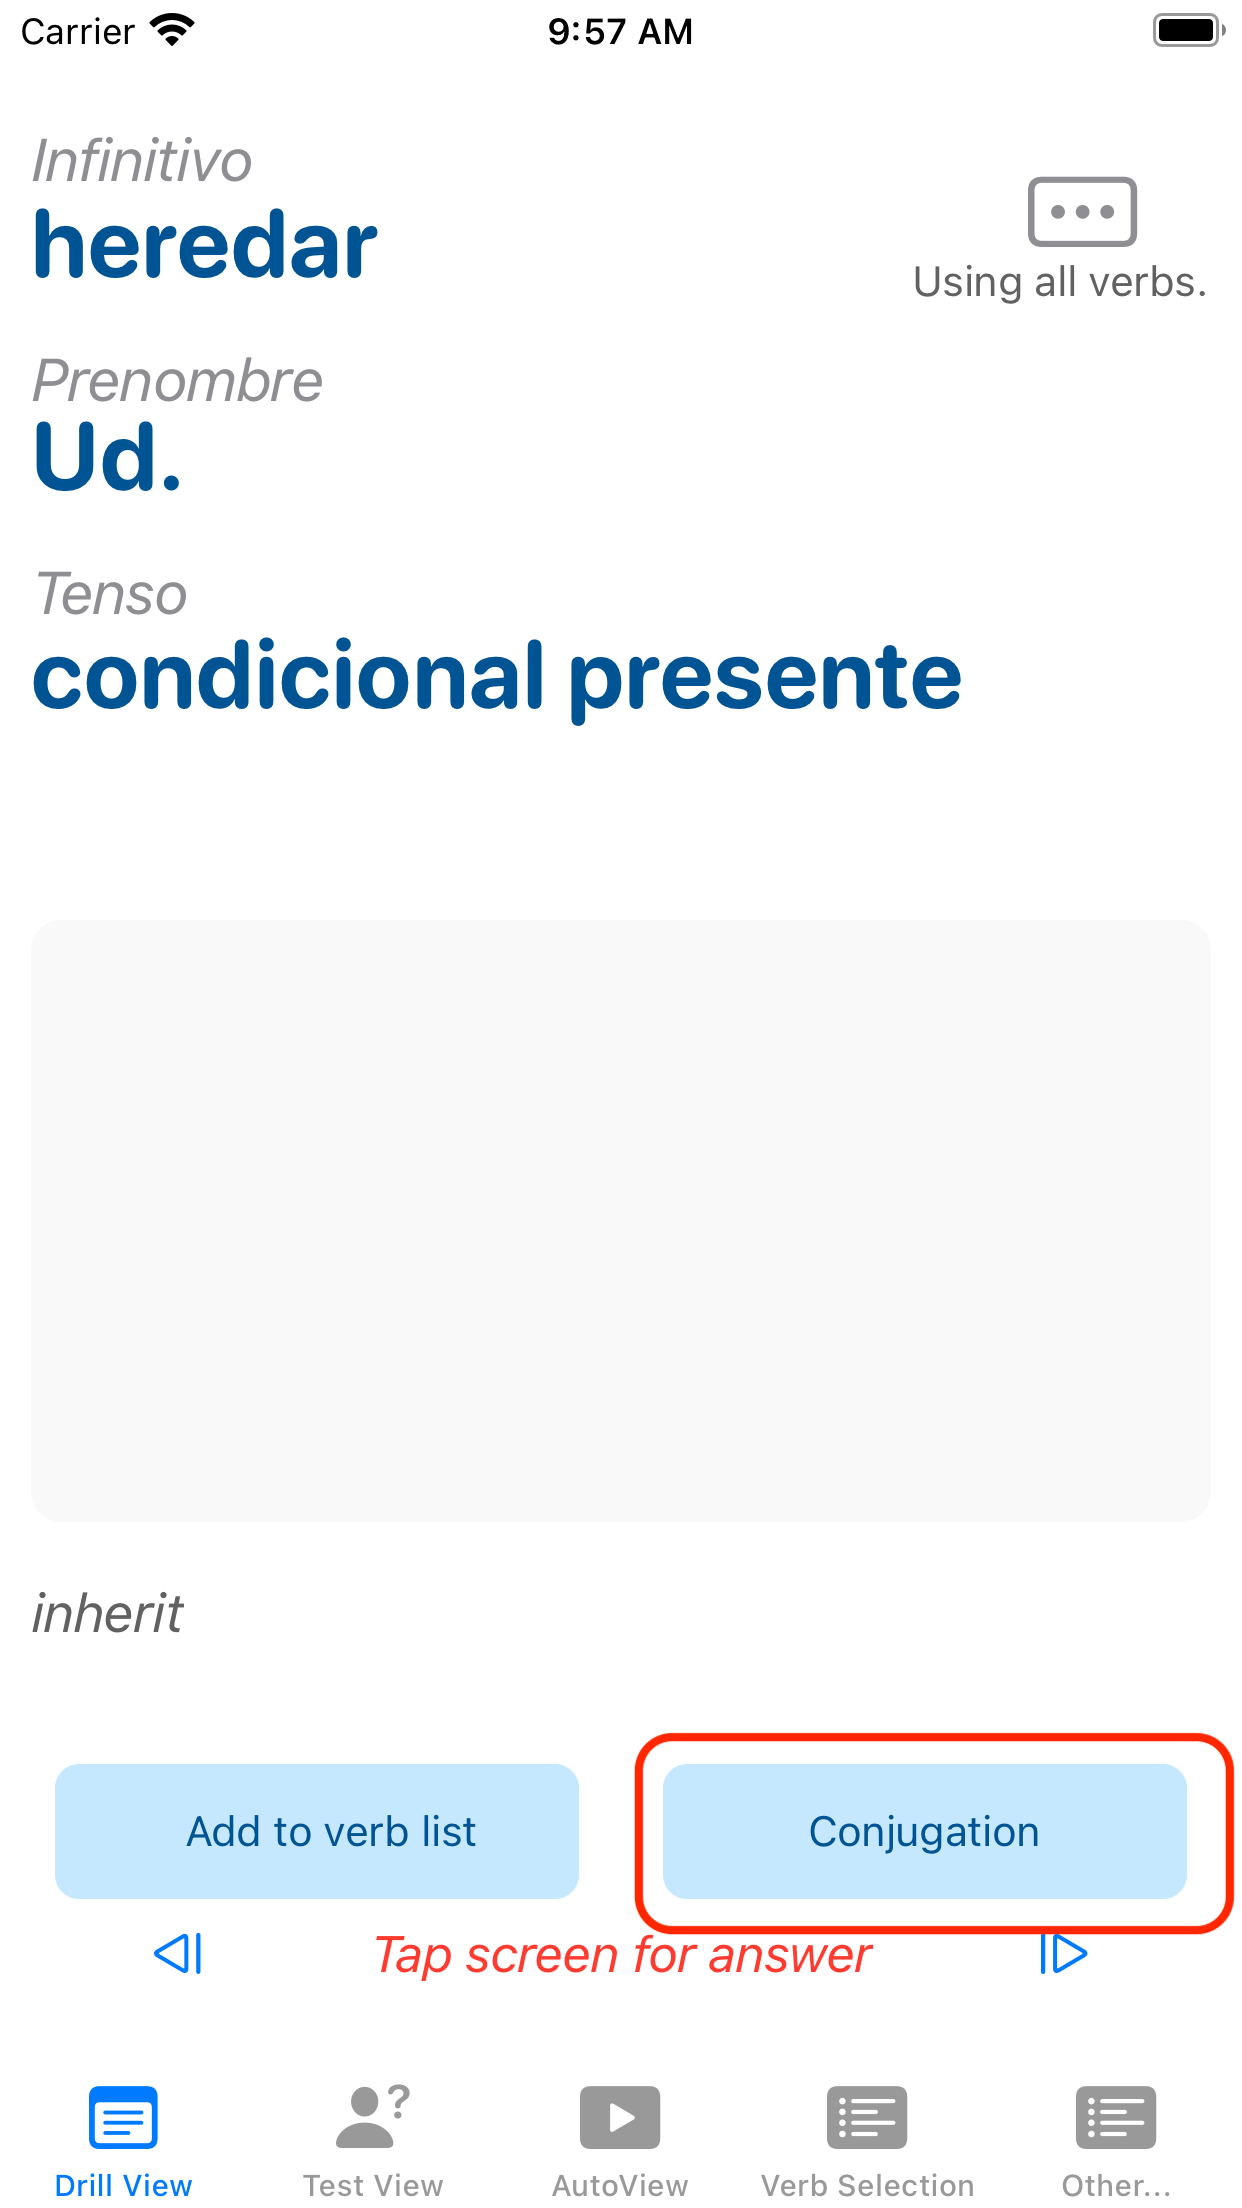 Carrier 9:57 AM
Infinitivo
heredar
Using all verbs.
Prenombre
Ud.
Tenso
condicional presente
inherit
Add to verb list
Conjugation
Tap screen for answer
Drill View
Test View
AutoView
Verb Selection
Other...